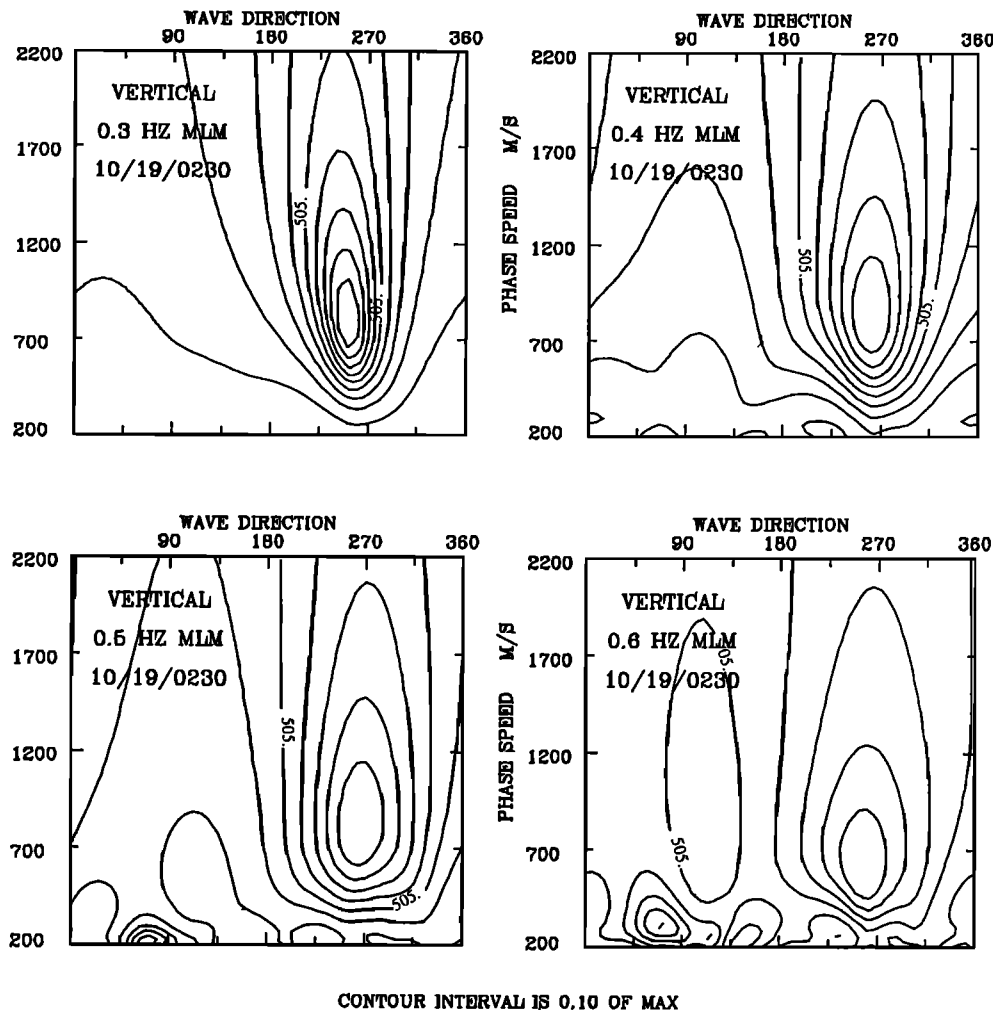 WAVE DIRECTION
90 180 270 360
2200
1700
1200
700
200
VERTICAL
0.3 HZ MLM
10/19/0230
505.
505.
WAVE DIRECTION
90 180 270 360
PHASE SPEED M/S
2200
1700
1200
700
200
VERTICAL
0.4 HZ MLM
10/19/0230
505.
505.
WAVE DIRECTION
90 180 270 360
2200
1700
1200
700
200
VERTICAL
0.5 HZ MLM
10/19/0230
505.
505.
WAVE DIRECTION
90 180 270 360
PHASE SPEED M/S
2200
1700
1200
700
200
VERTICAL
0.6 HZ MLM
10/19/0230
505.
505.
CONTOUR INTERVAL IS 0.10 OF MAX